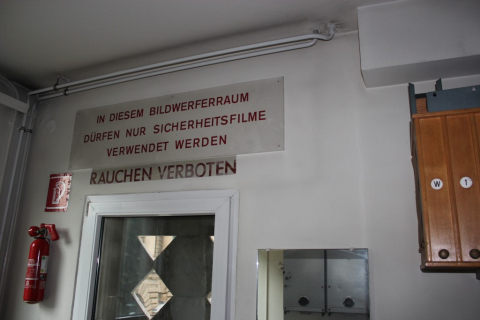 IN DIESEM BILDWERFERRAUM
DÜRFEN NUR SICHERHEITSFILME
VERWENDET WERDEN
RAUCHEN VERBOTEN
W 1